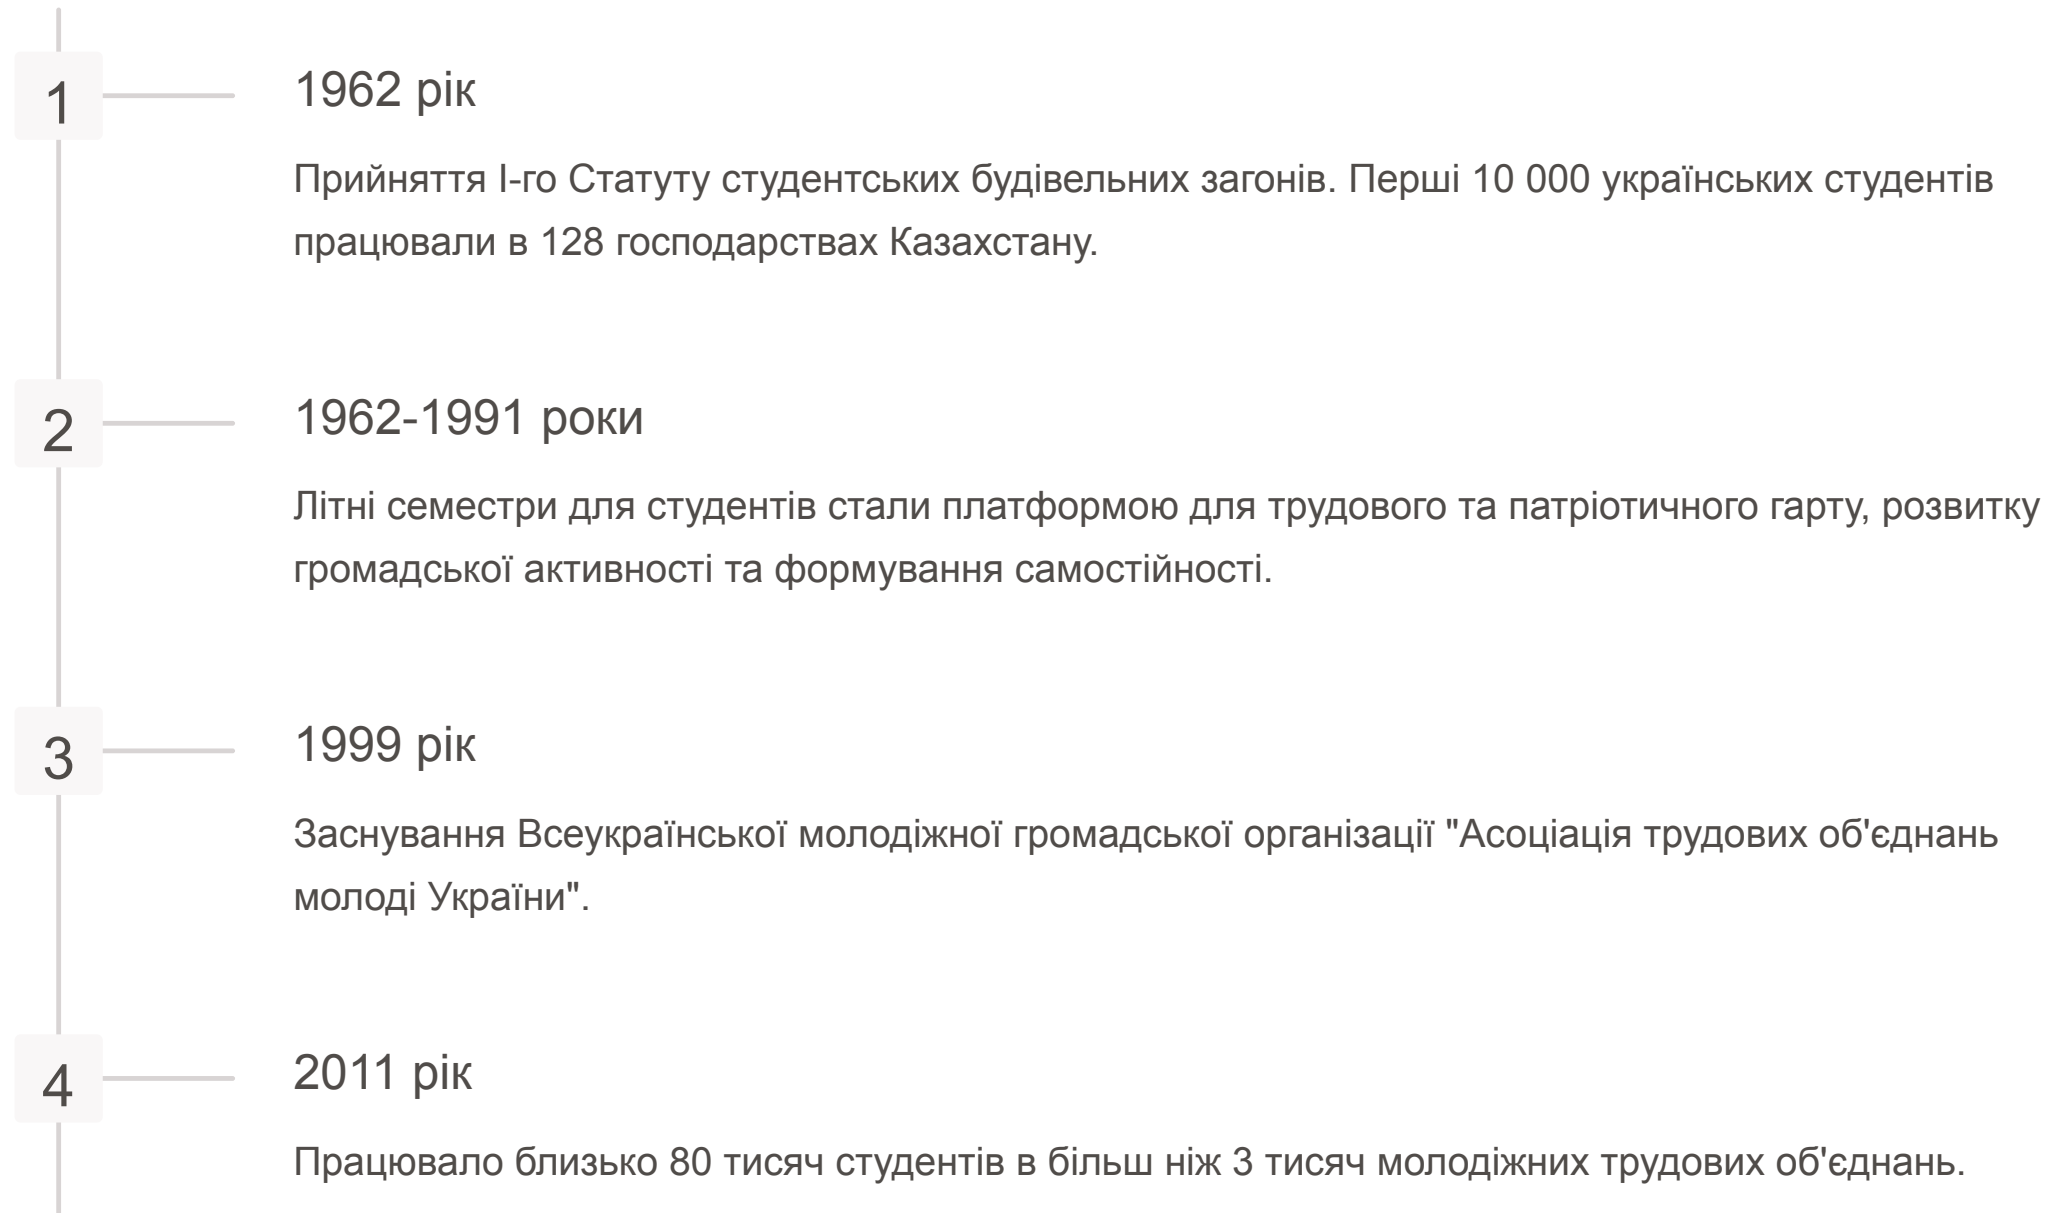 1
1962 рік
Прийняття І-го Статуту студентських будівельних загонів. Перші 10 000 українських студентів
працювали в 128 господарствах Казахстану.
2
1962-1991 роки
Літні семестри для студентів стали платформою для трудового та патріотичного гарту, розвитку
громадської активності та формування самостійності.
3
1999 рік
Заснування Всеукраїнської молодіжної громадської організації "Асоціація трудових об'єднань
молоді України".
4
2011 рік
Працювало близько 80 тисяч студентів в більш ніж 3 тисяч молодіжних трудових об'єднань.